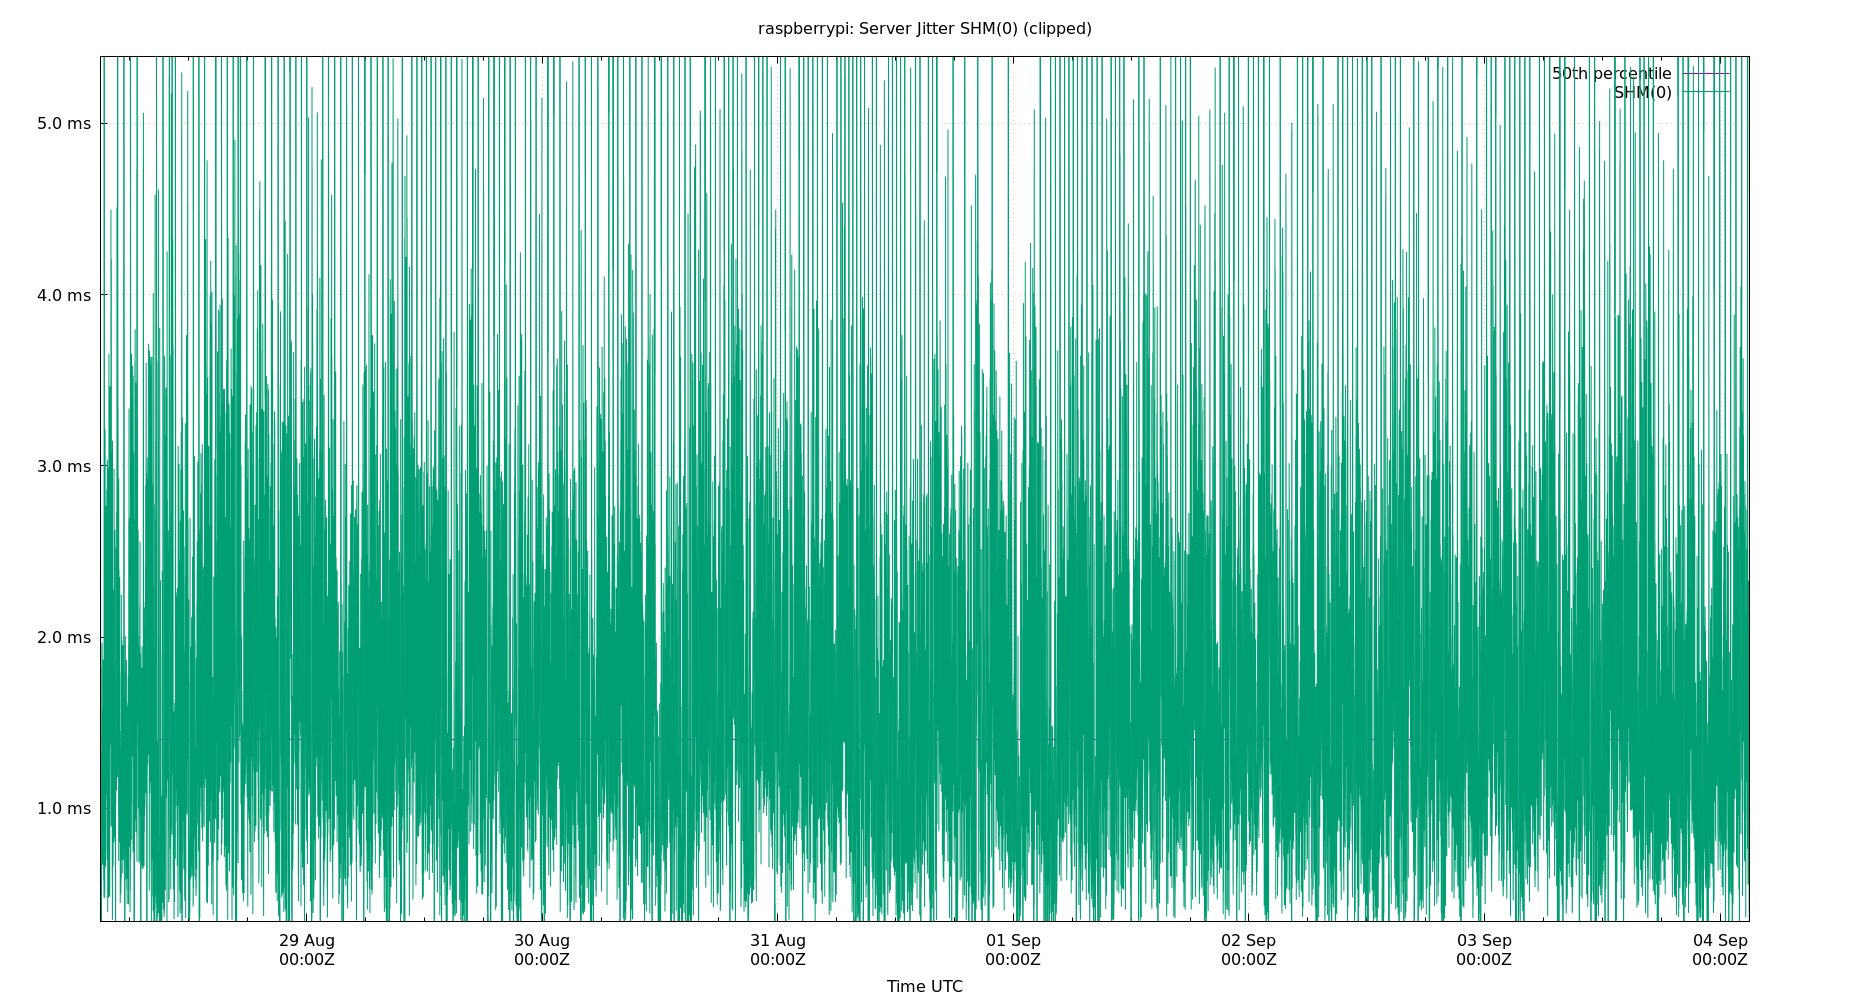 raspberrypi: Server Jitter SHM(0) (clipped)
50th percentile
SHM(0)
5.0 ms
4.0 ms
3.0 ms
2.0 ms
1.0 ms
29 Aug 30 Aug 31 Aug 01 Sep 02 Sep 03 Sep 04 Sep
00:00Z 00:00Z 00:00Z 00:00Z 00:00Z 00:00Z 00:00Z
Time UTC